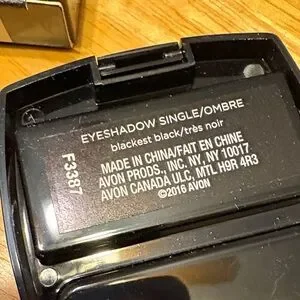 EYESHADOW SINGLE/OMBRE
blackest black/très noir
MADE IN CHINA/FAIT EN CHINE
AVON PRODS., INC. NY, NY 10017
AVON CANADA ULC, MTL H9R 4R3
©2016 AVON
F3387